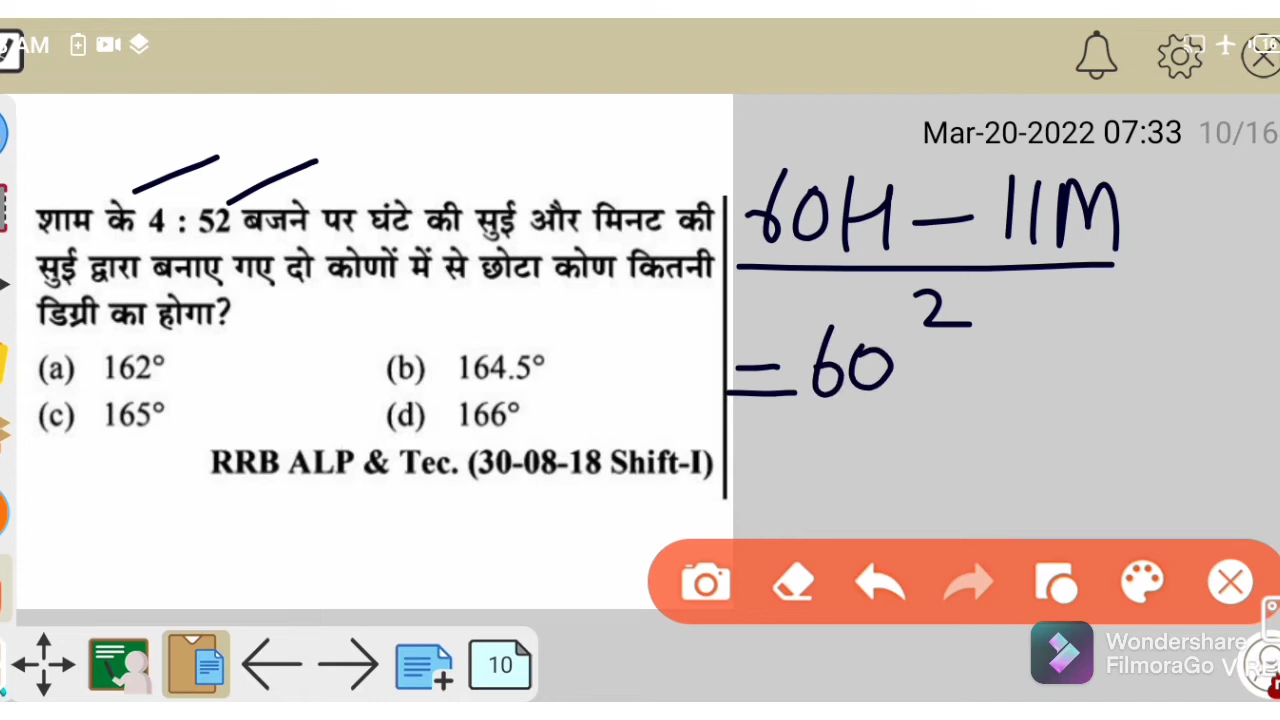 AM
16
Mar-20-2022 07:33 10/16
शाम के 4 : 52 बजने पर घंटे की सुई और मिनट की
सुई द्वारा बनाए गए दो कोणों में से छोटा कोण कितनी
डिग्री का होगा?
(a) 162° (b) 164.5°
(c) 165° (d) 166°
RRB ALP & Tec. (30-08-18 Shift-I)
60H - 11M
2
= 60
10
Wondershare
FilmoraGo